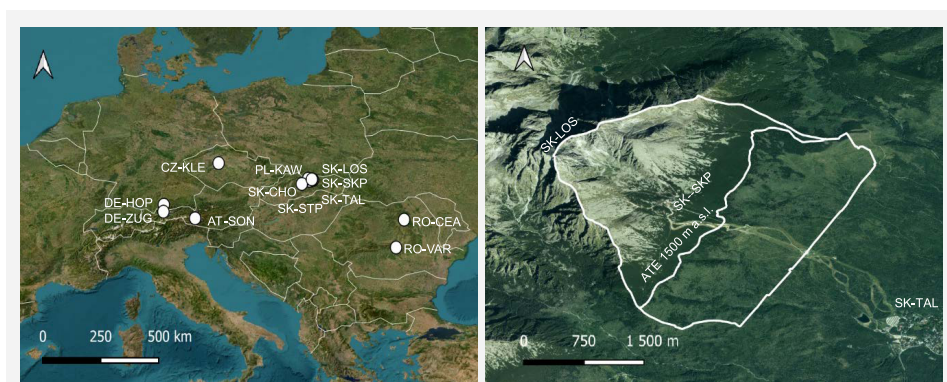 CZ-KLE
PL-KAW
SK-LOS
SK-SKP
SK-CHO
SK-TAL
SK-STP
DE-HOP
DE-ZUG
AT-SON
RO-CEA
RO-VAR
0 250 500 km
SK-LOS
SK-SKP
ATE 1500 m a.s.l.
SK-TAL
0 750 1 500 m